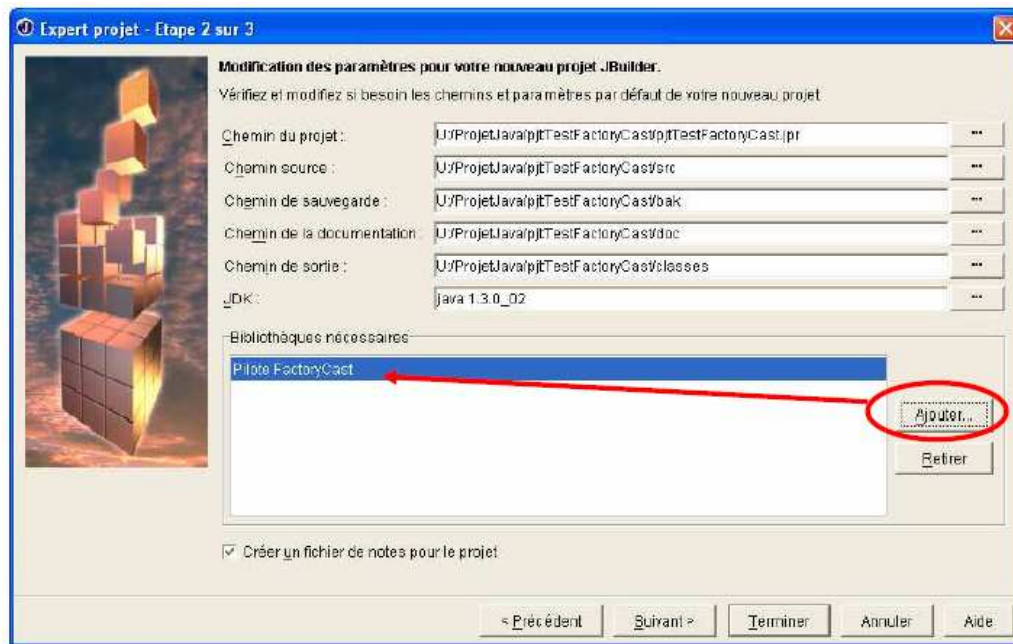 Expert projet - Etape 2 sur 3
Modification des paramètres pour votre nouveau projet JBuilder.
Vérifiez et modifiez si besoin les chemins et paramètres par défaut de votre nouveau projet
Chemin du projet : U:/ProjetJava/pjtTestFactoryCast/pjtTestFactoryCast.jpr ...
Chemin source : U:/ProjetJava/pjtTestFactoryCast/src ...
Chemin de sauvegarde : U:/ProjetJava/pjtTestFactoryCast/bak ...
Chemin de la documentation : U:/ProjetJava/pjtTestFactoryCast/doc ...
Chemin de sortie : U:/ProjetJava/pjtTestFactoryCast/classes ...
JDK : java 1.3.0_02 ...
Bibliothèques nécessaires
Pilote FactoryCast
Ajouter...
Retirer
Créer un fichier de notes pour le projet
< Précédent Suivant > Terminer Annuler Aide